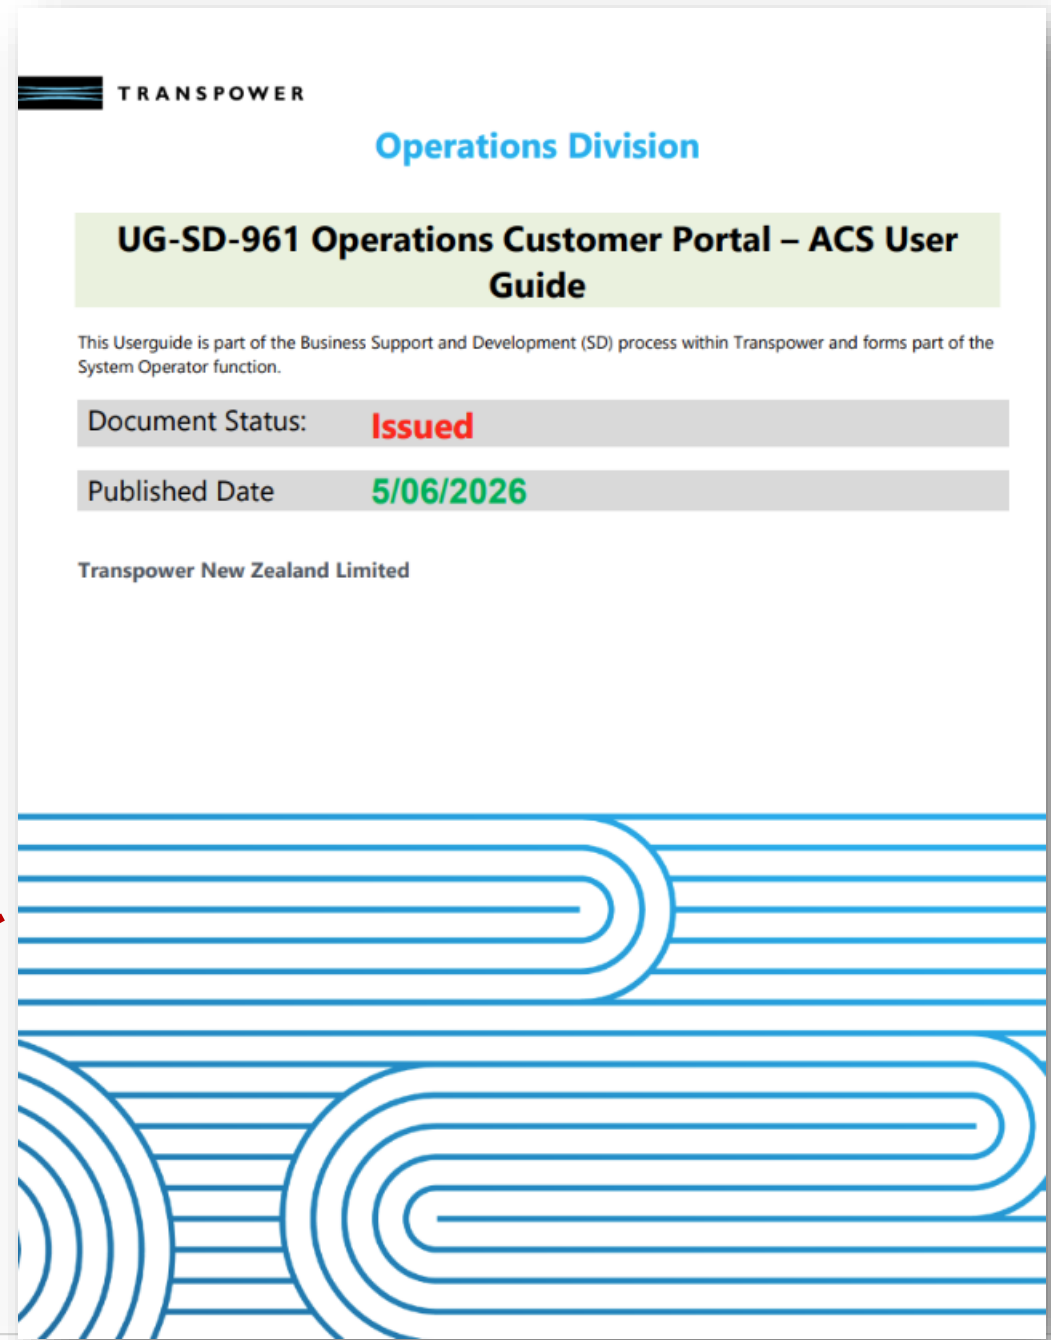 TRANSPOWER
Operations Division
UG-SD-961 Operations Customer Portal – ACS User
Guide
This Userguide is part of the Business Support and Development (SD) process within Transpower and forms part of the
System Operator function.
Document Status: Issued
Published Date 5/06/2026
Transpower New Zealand Limited